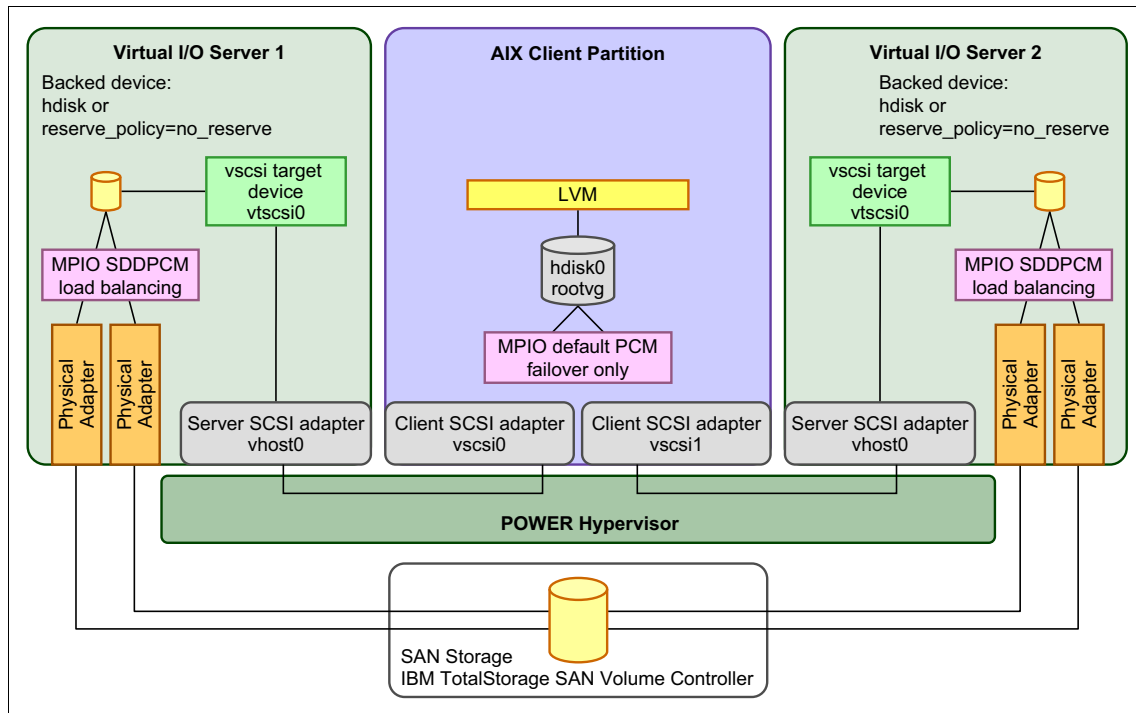 Virtual I/O Server 1
Backed device:
hdisk or
reserve_policy=no_reserve
vscsi target
device
vtscsi0
MPIO SDDPCM
load balancing
Physical
Adapter
Physical
Adapter
Server SCSI adapter
vhost0
AIX Client Partition
LVM
hdisk0
rootvg
MPIO default PCM
failover only
Client SCSI adapter
vscsi0
Client SCSI adapter
vscsi1
Virtual I/O Server 2
Backed device:
hdisk or
reserve_policy=no_reserve
vscsi target
device
vtscsi0
MPIO SDDPCM
load balancing
Server SCSI adapter
vhost0
Physical
Adapter
Physical
Adapter
POWER Hypervisor
SAN Storage
IBM TotalStorage SAN Volume Controller